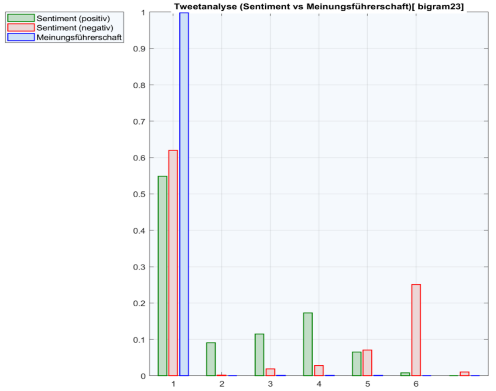 Tweetanalyse (Sentiment vs Meinungsführerschaft)[ bigram23]
Sentiment (positiv)
Sentiment (negativ)
Meinungsführerschaft
1
0.9
0.8
0.7
0.6
0.5
0.4
0.3
0.2
0.1
0
1 2 3 4 5 6